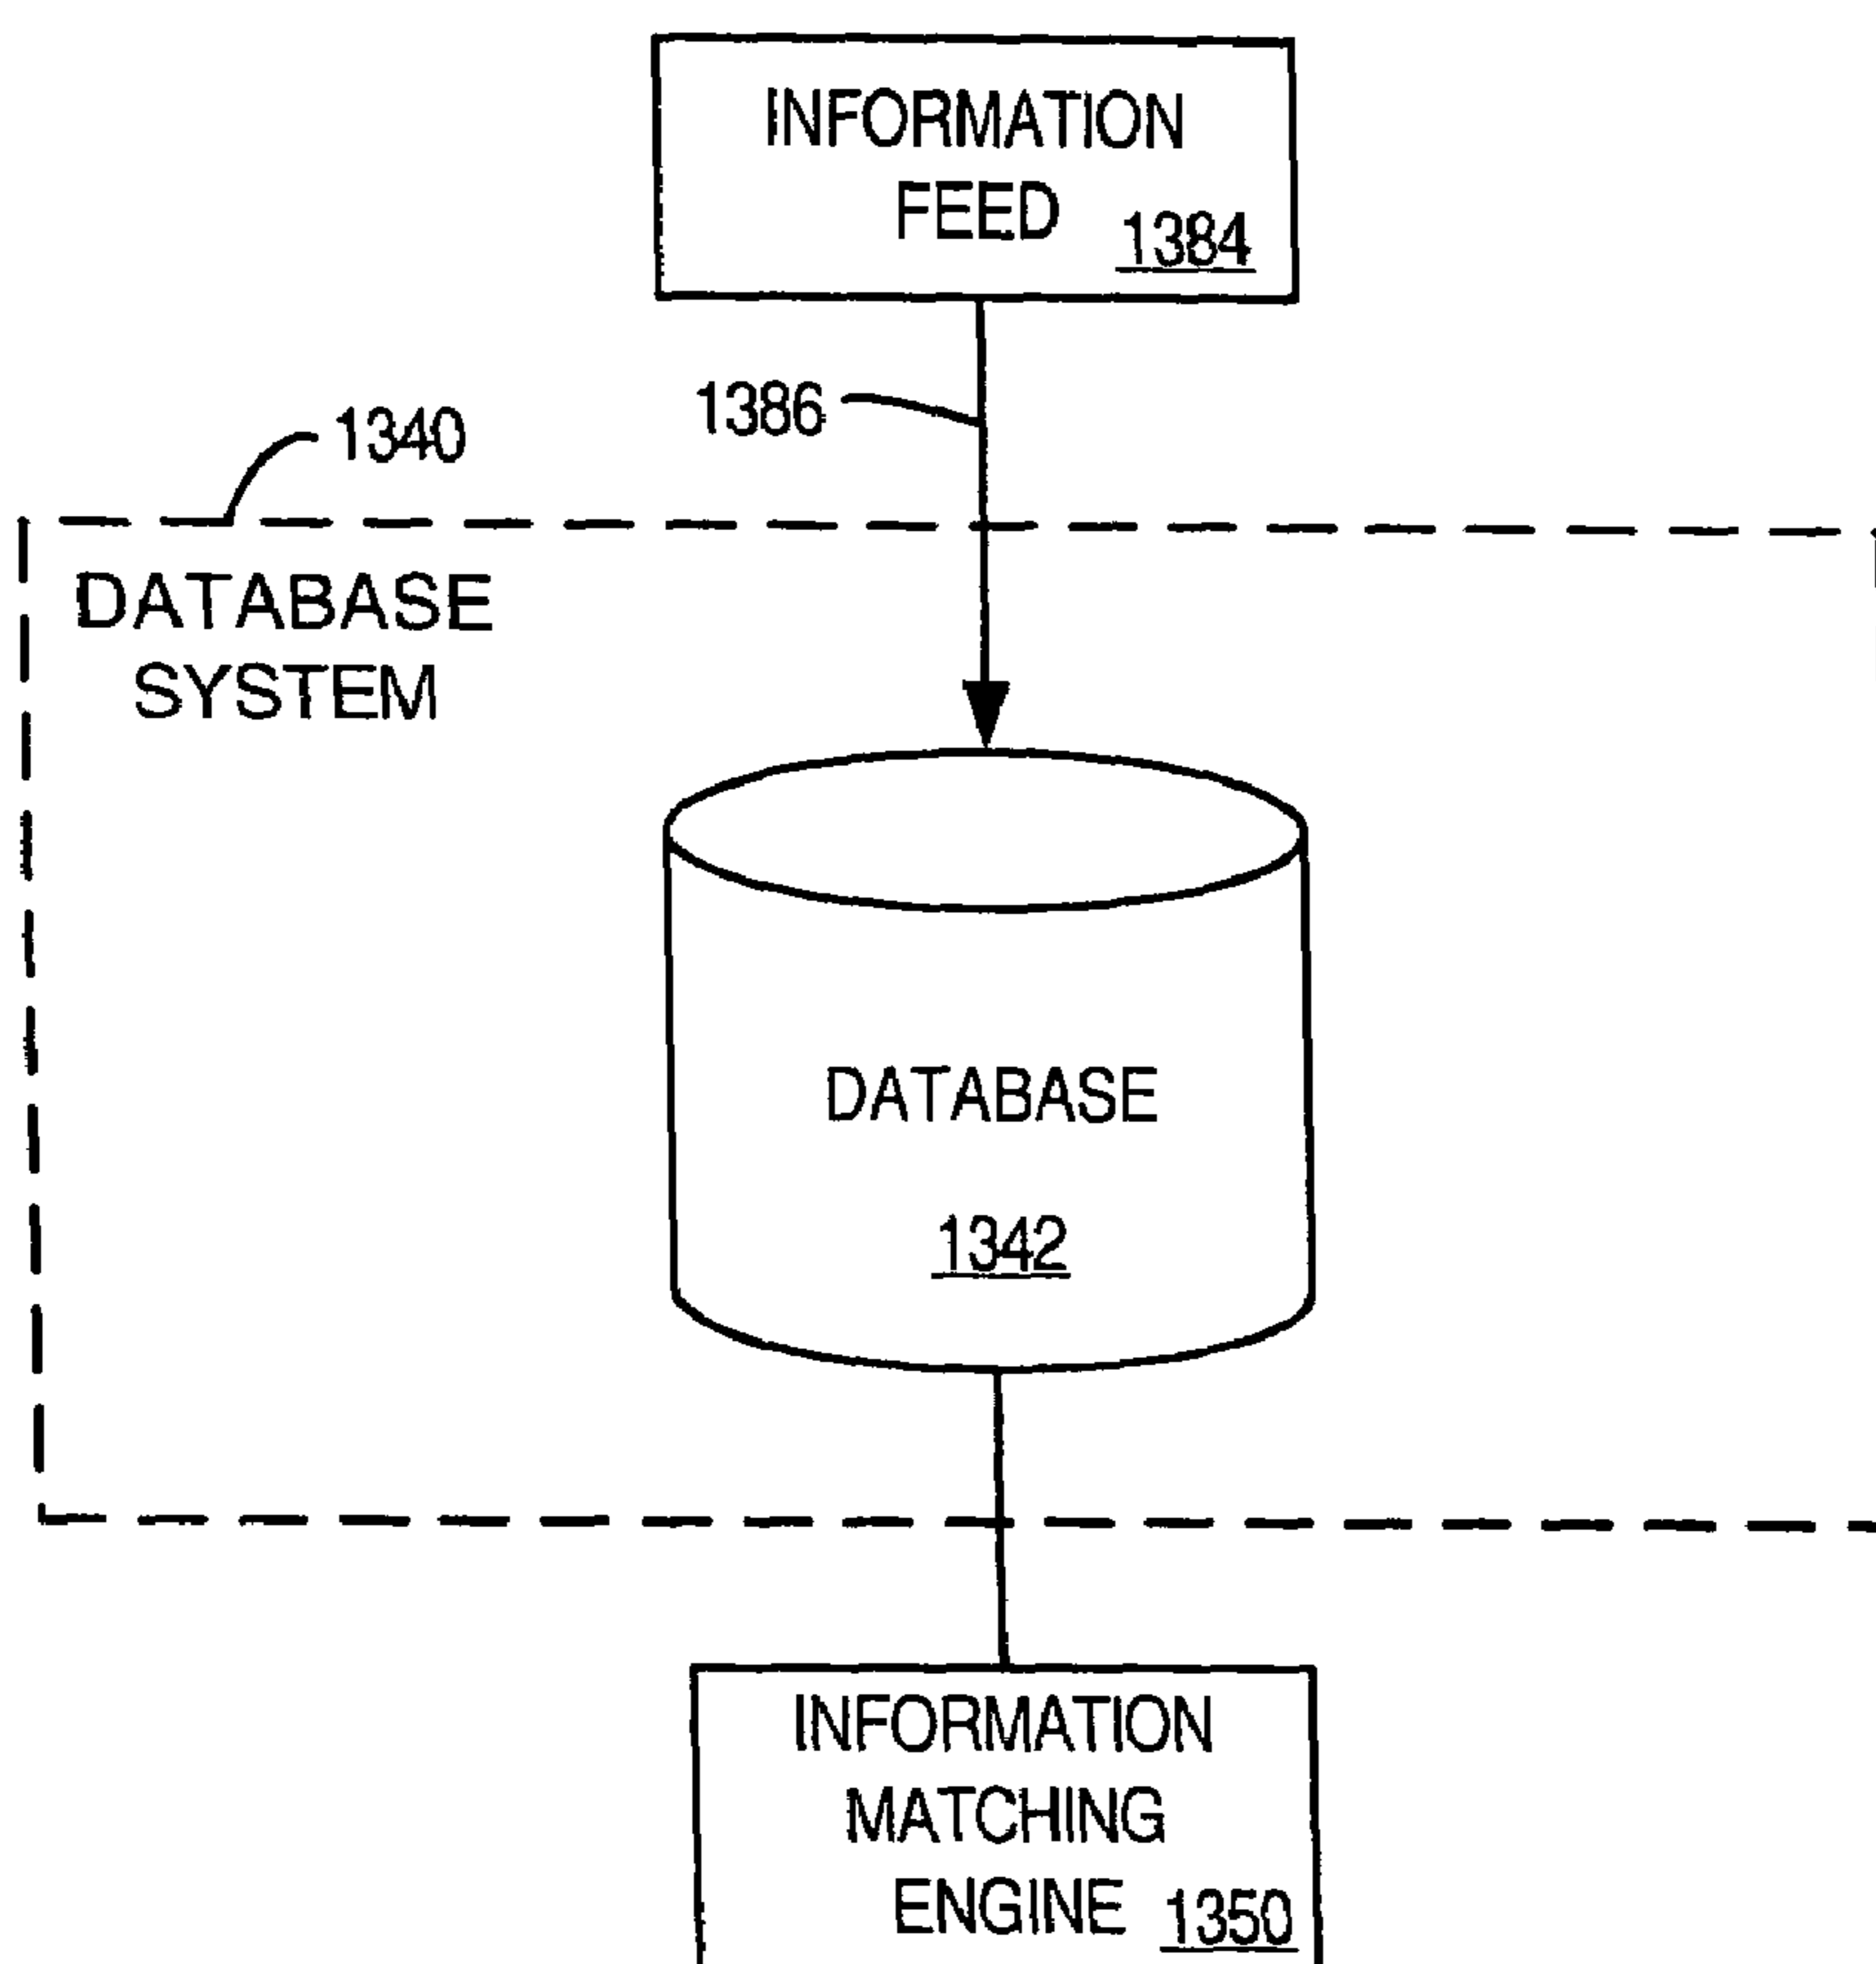 INFORMATION
FEED 1384
1386
1340
DATABASE
SYSTEM
DATABASE
1342
INFORMATION
MATCHING
ENGINE 1350